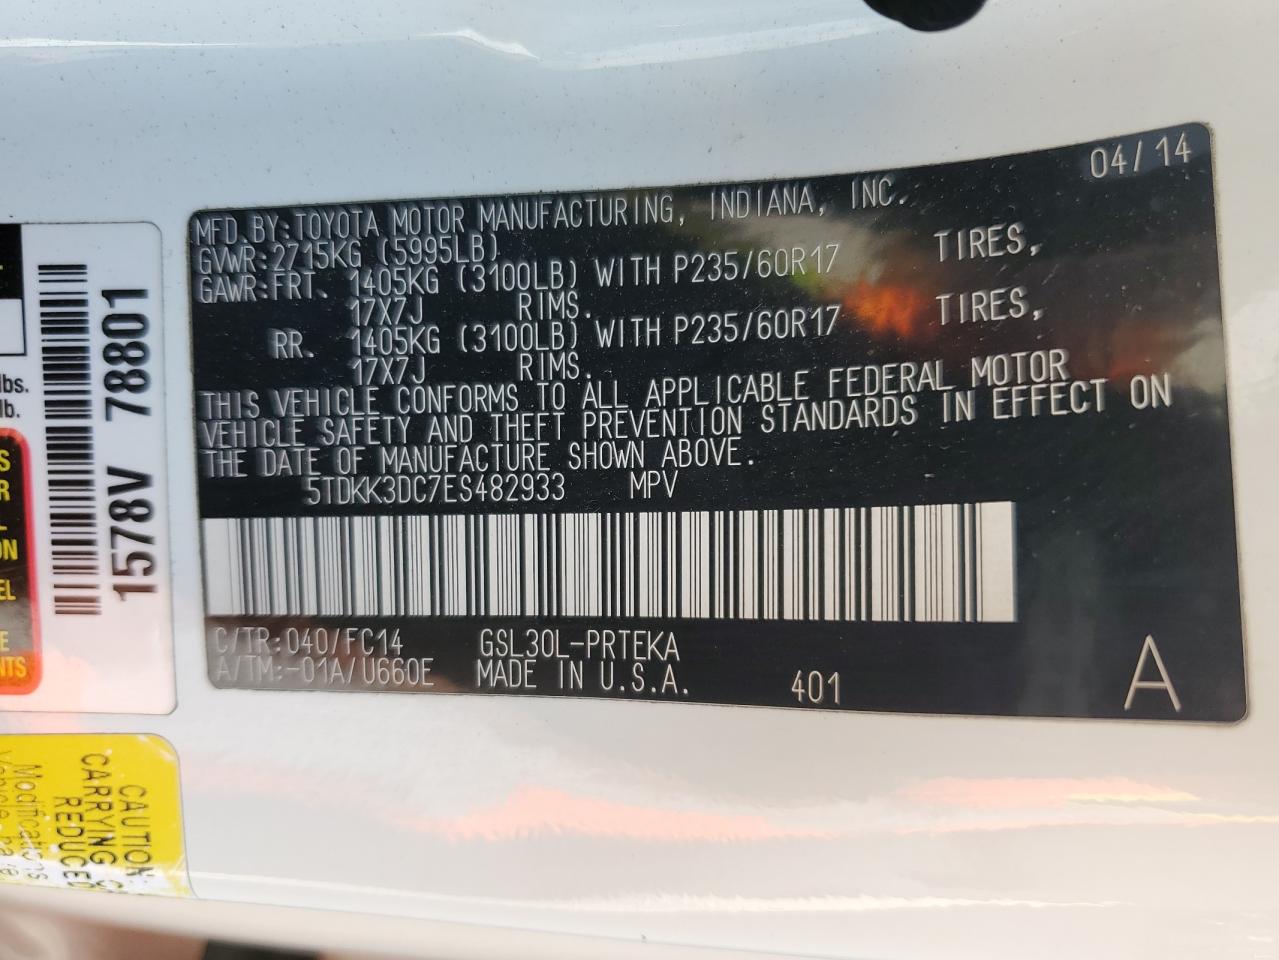 04/14
MFD.BY:TOYOTA MOTOR MANUFACTURING, INDIANA, INC.
GVWR:2715KG (5995LB)
GAWR:FRT. 1405KG (3100LB) WITH P235/60R17 TIRES,
17X7J RIMS.
RR. 1405KG (3100LB) WITH P235/60R17 TIRES,
17X7J RIMS.
THIS VEHICLE CONFORMS TO ALL APPLICABLE FEDERAL MOTOR
VEHICLE SAFETY AND THEFT PREVENTION STANDARDS IN EFFECT ON
THE DATE OF MANUFACTURE SHOWN ABOVE.
5TDKK3DC7ES482933 MPV
C/TR:040/FC14 GSL30L-PRTEKA
A/TM:-01A/U660E MADE IN U.S.A. 401 A
lbs.
lb.
1578V 78801
CAUTION
CARRYING
REDUCED
Modifications